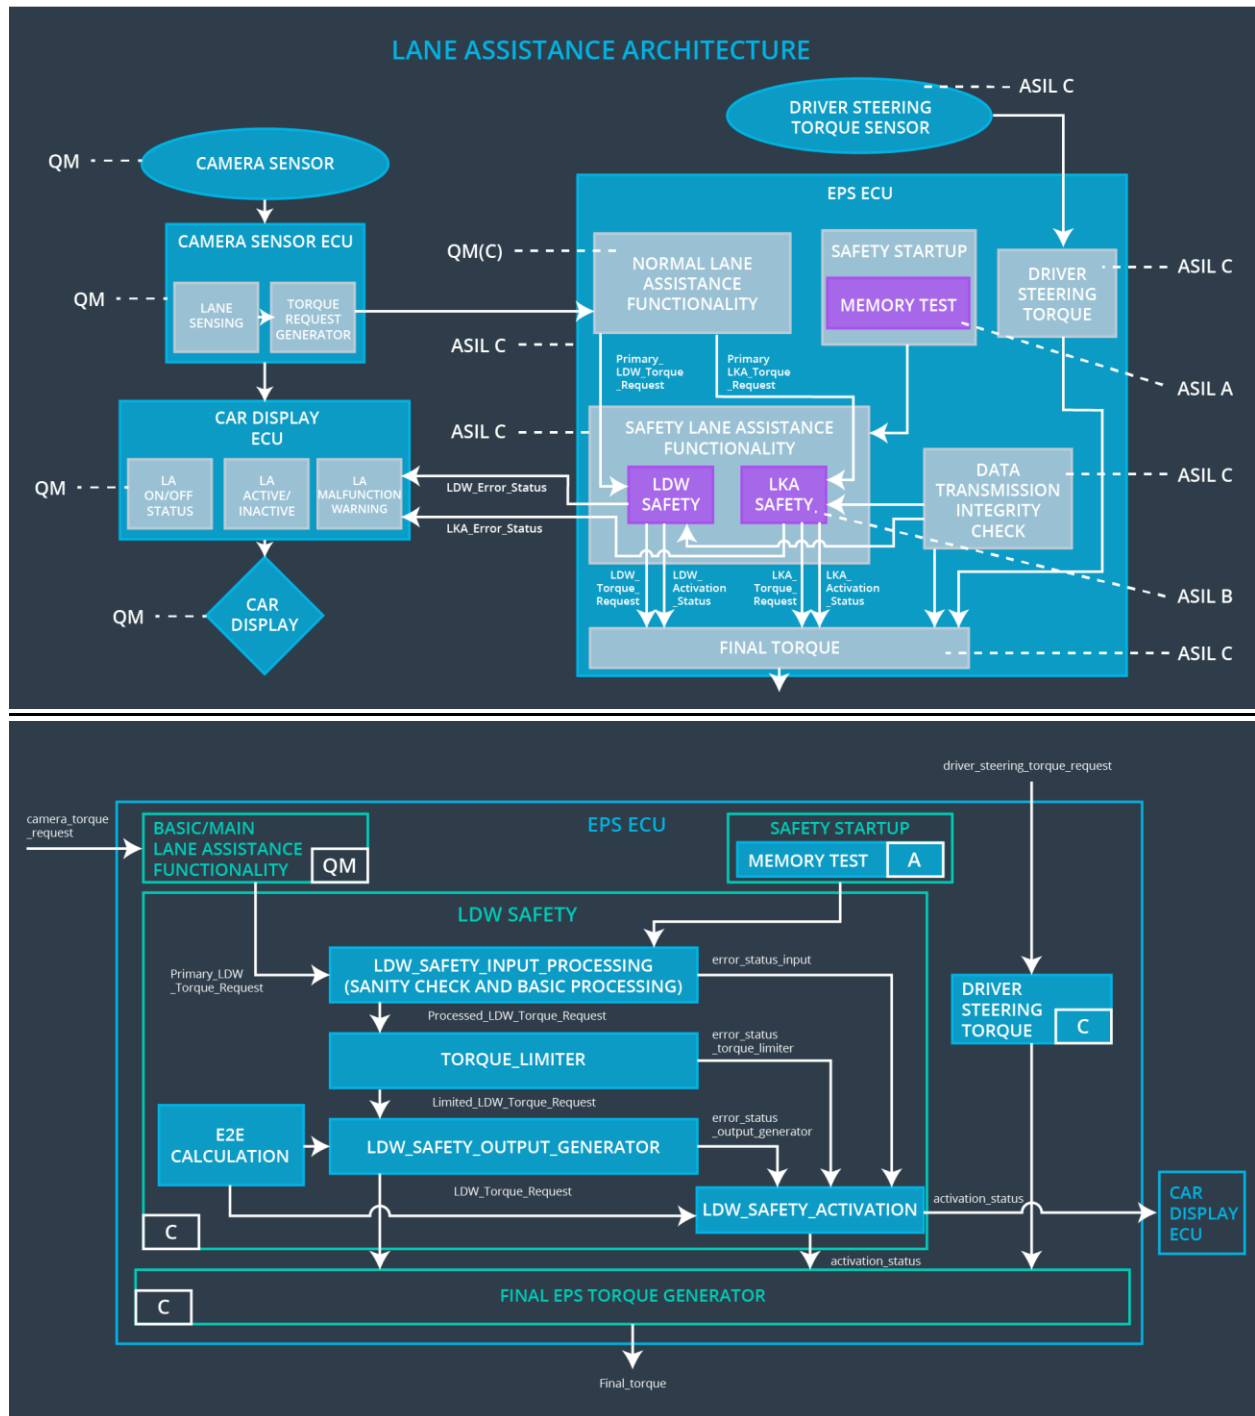 LANE ASSISTANCE ARCHITECTURE
ASIL C
DRIVER STEERING
TORQUE SENSOR
QM
CAMERA SENSOR
EPS ECU
CAMERA SENSOR ECU
QM(C)
NORMAL LANE
ASSISTANCE
FUNCTIONALITY
SAFETY STARTUP
MEMORY TEST
DRIVER
STEERING
TORQUE
ASIL C
QM
LANE
SENSING
TORQUE
REQUEST
GENERATOR
ASIL C
Primary_
LDW_Torque
_Request
Primary
LKA_Torque
_Request
ASIL A
CAR DISPLAY
ECU
ASIL C
SAFETY LANE ASSISTANCE
FUNCTIONALITY
QM
LA
ON/OFF
STATUS
LA
ACTIVE/
INACTIVE
LA
MALFUNCTION
WARNING
LDW_Error_Status
LKA_Error_Status
LDW
SAFETY
LKA
SAFETY
DATA
TRANSMISSION
INTEGRITY
CHECK
ASIL C
LDW_
Torque_
Request
LDW_
Activation
_Status
LKA_
Torque_
Request
LKA_
Activation
_Status
ASIL B
QM
CAR
DISPLAY
FINAL TORQUE
ASIL C
driver_steering_torque_request
camera_torque
_request
BASIC/MAIN
LANE ASSISTANCE
FUNCTIONALITY
QM
EPS ECU
SAFETY STARTUP
MEMORY TEST
A
LDW SAFETY
Primary_LDW
_Torque_Request
LDW_SAFETY_INPUT_PROCESSING
(SANITY CHECK AND BASIC PROCESSING)
error_status_input
DRIVER
STEERING
TORQUE
C
Processed_LDW_Torque_Request
TORQUE_LIMITER
error_status
_torque_limiter
Limited_LDW_Torque_Request
E2E
CALCULATION
LDW_SAFETY_OUTPUT_GENERATOR
error_status
_output_generator
LDW_Torque_Request
LDW_SAFETY_ACTIVATION
activation_status
CAR
DISPLAY
ECU
C
activation_status
FINAL EPS TORQUE GENERATOR
C
Final_torque